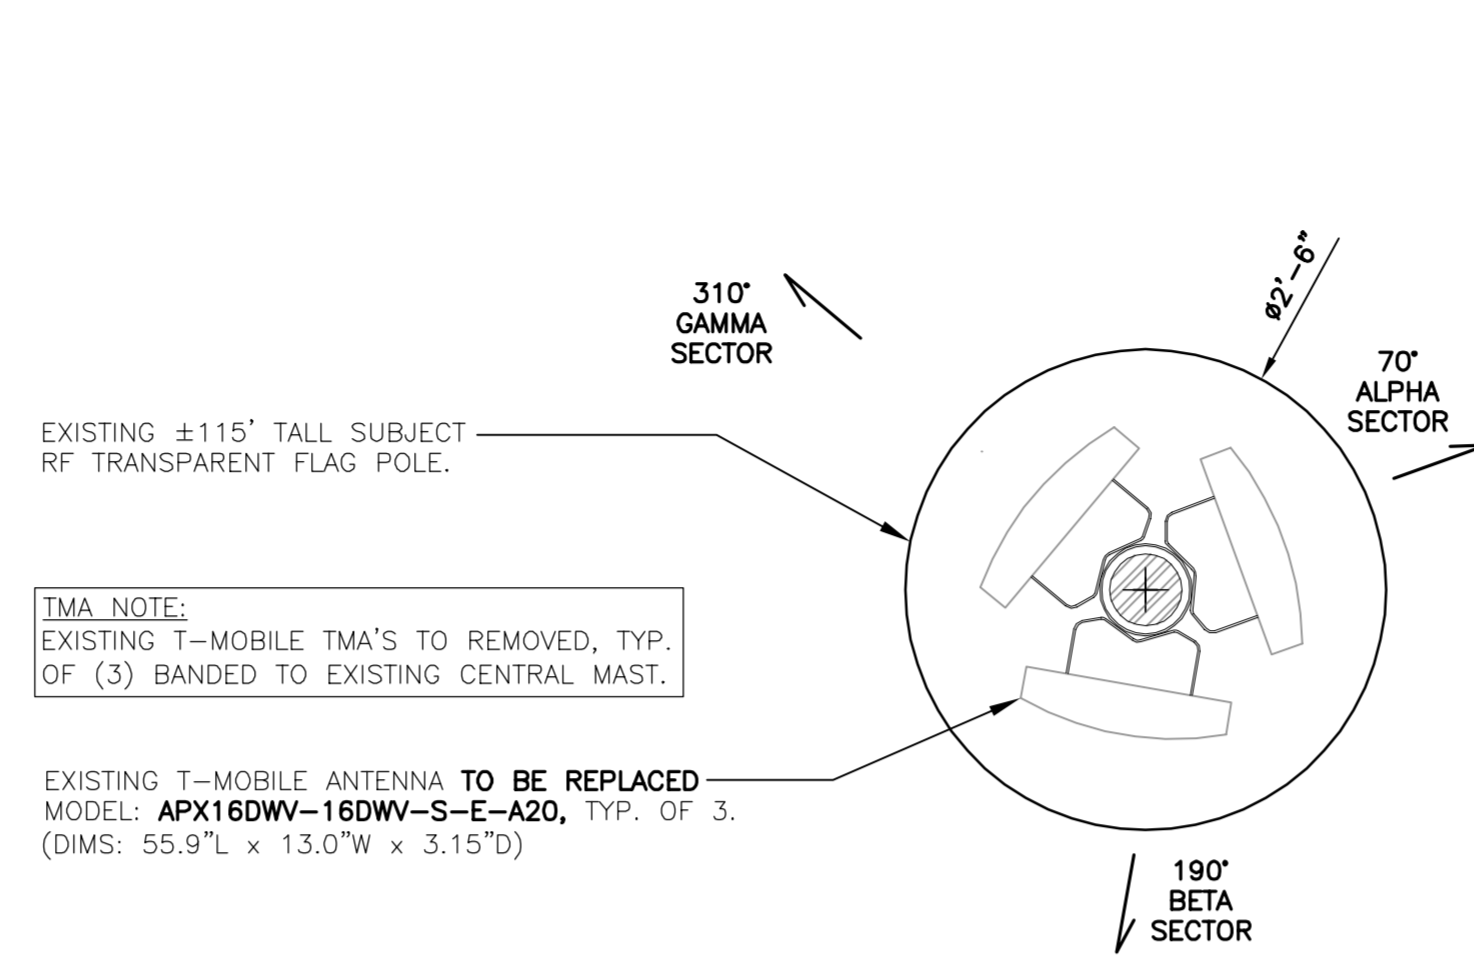 ø2'-6"
310°
GAMMA
SECTOR
70°
ALPHA
SECTOR
EXISTING ±115' TALL SUBJECT
RF TRANSPARENT FLAG POLE.
TMA NOTE:
EXISTING T-MOBILE TMA'S TO REMOVED, TYP.
OF (3) BANDED TO EXISTING CENTRAL MAST.
EXISTING T-MOBILE ANTENNA TO BE REPLACED
MODEL: APX16DWV-16DWV-S-E-A20, TYP. OF 3.
(DIMS: 55.9"L x 13.0"W x 3.15"D)
190°
BETA
SECTOR